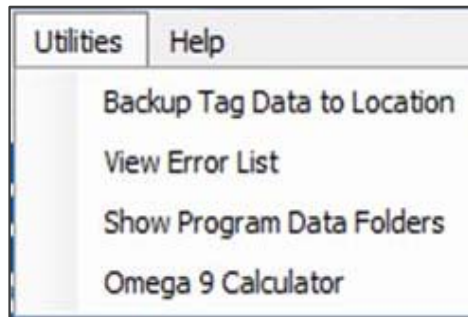 Utilities Help
Backup Tag Data to Location
View Error List
Show Program Data Folders
Omega 9 Calculator